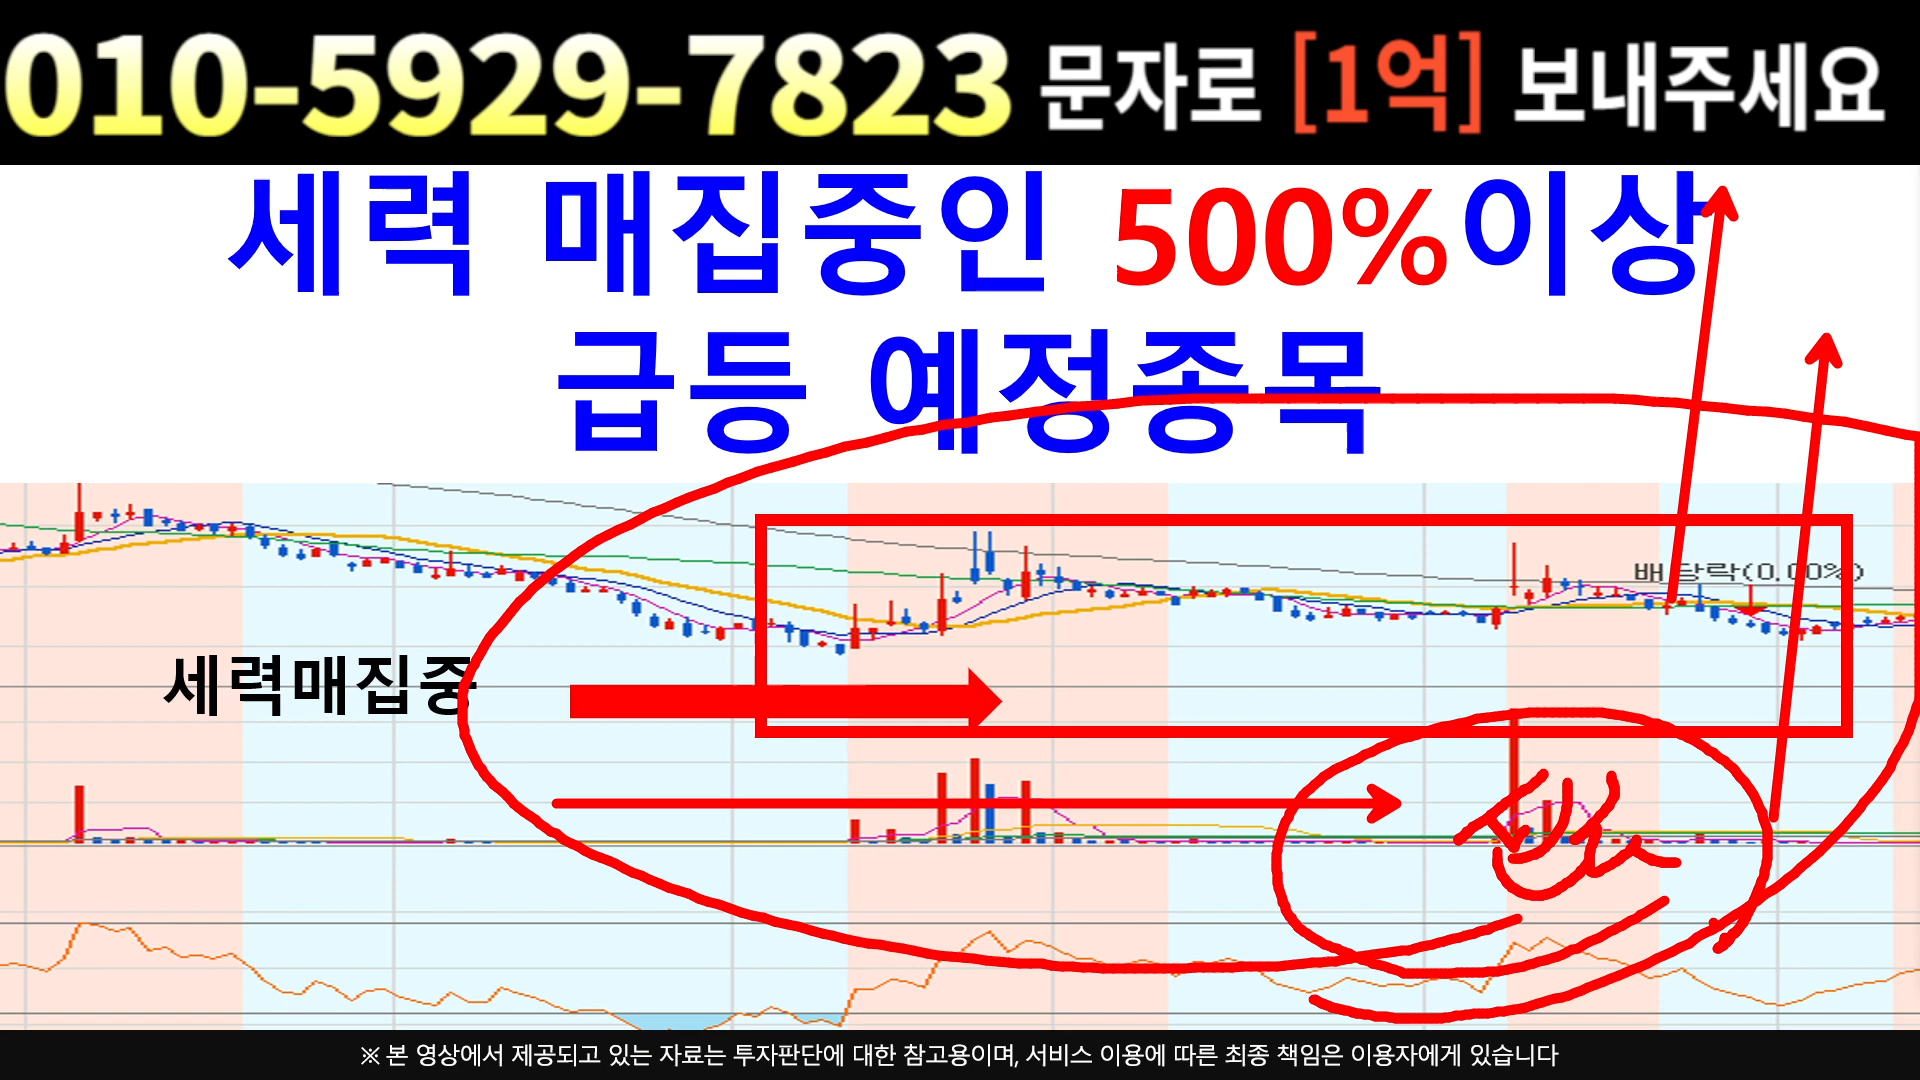 010-5929-7823 문자로 [1억] 보내주세요
세력 매집중인 500%이상
급등 예정종목
배당락(0.00%)
세력매집중
※ 본 영상에서 제공되고 있는 자료는 투자판단에 대한 참고용이며, 서비스 이용에 따른 최종 책임은 이용자에게 있습니다